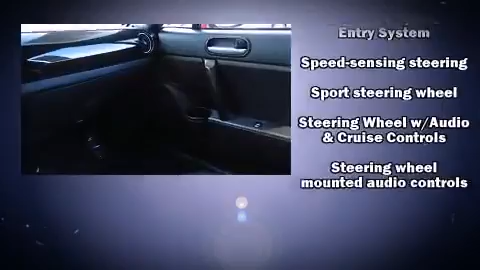 Entry System
Speed-sensing steering
Sport steering wheel
Steering Wheel w/Audio
& Cruise Controls
Steering wheel
mounted audio controls